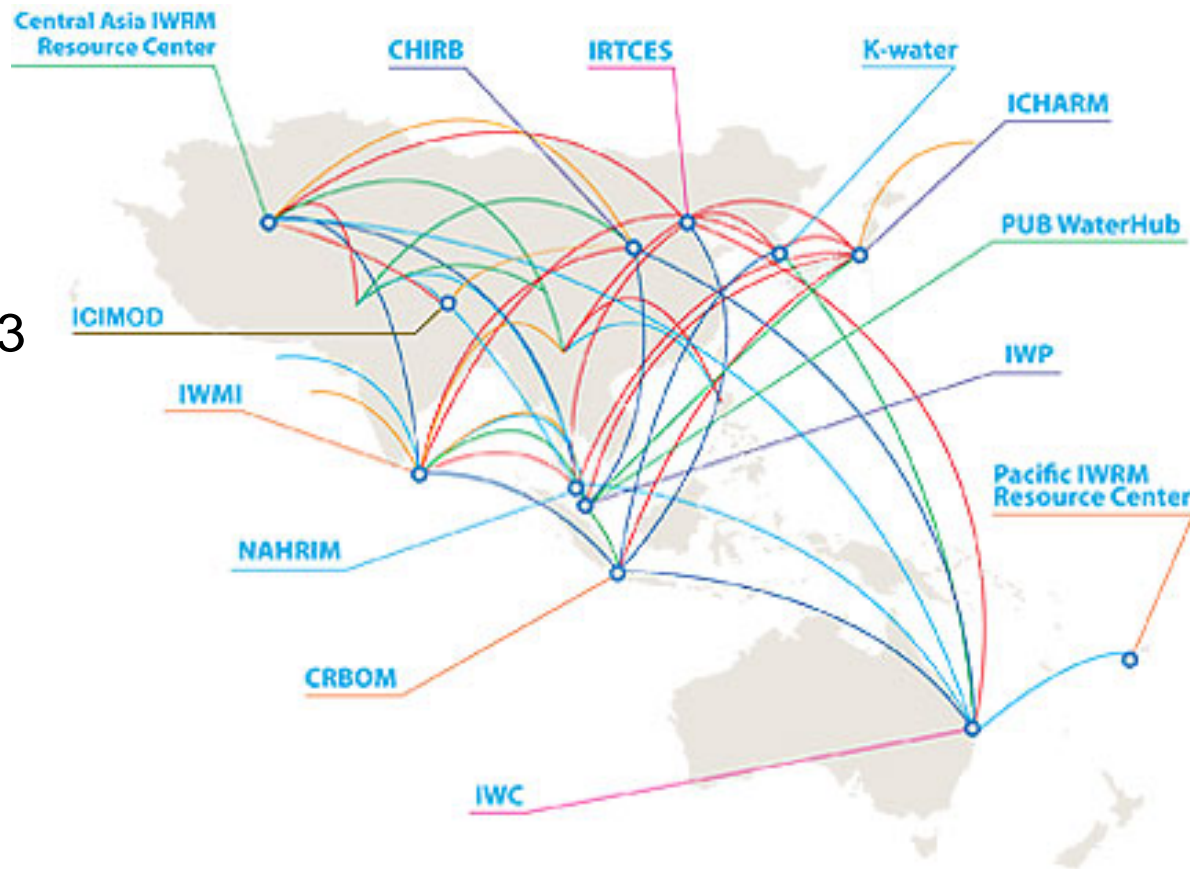 Central Asia IWRM
Resource Center
CHIRB
IRTCES
K-water
ICHARM
PUB WaterHub
3
ICIMOD
IWP
IWMI
Pacific IWRM
Resource Center
NAHRIM
CRBOM
IWC